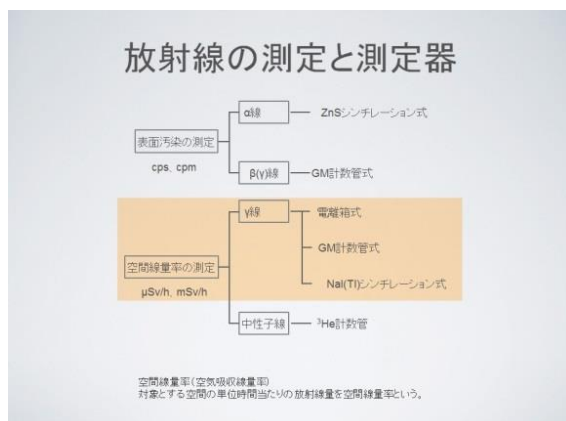 放射線の測定と測定器
α線
ZnSシンチレーション式
表面汚染の測定
cps、cpm
β(γ)線
GM計数管式
γ線
電離箱式
GM計数管式
空間線量率の測定
NaI(Tl)シンチレーション式
μSv/h、mSv/h
中性子線
³He計数管
空間線量率(空気吸収線量率)
対象とする空間の単位時間当たりの放射線量を空間線量率という。